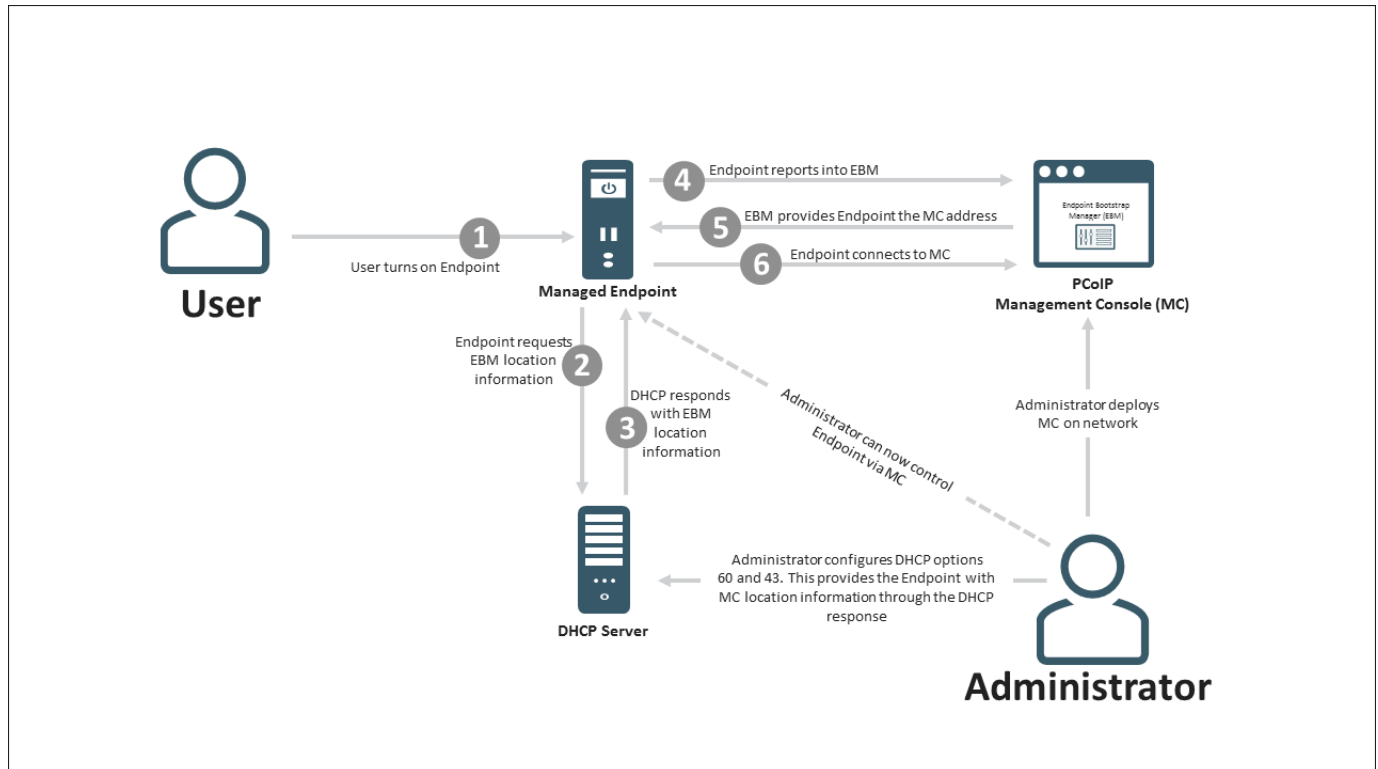 4
Endpoint reports into EBM
Endpoint Bootstrap
Manager (EBM)
5
EBM provides Endpoint the MC address
1
User turns on Endpoint
6
Endpoint connects to MC
User
Managed Endpoint
PCoIP
Management Console (MC)
Endpoint requests
EBM location
information
2
DHCP responds
with EBM
location
information
3
Administrator can now control
Endpoint via MC
Administrator deploys
MC on network
DHCP Server
Administrator configures DHCP options
60 and 43. This provides the Endpoint with
MC location information through the DHCP
response
Administrator